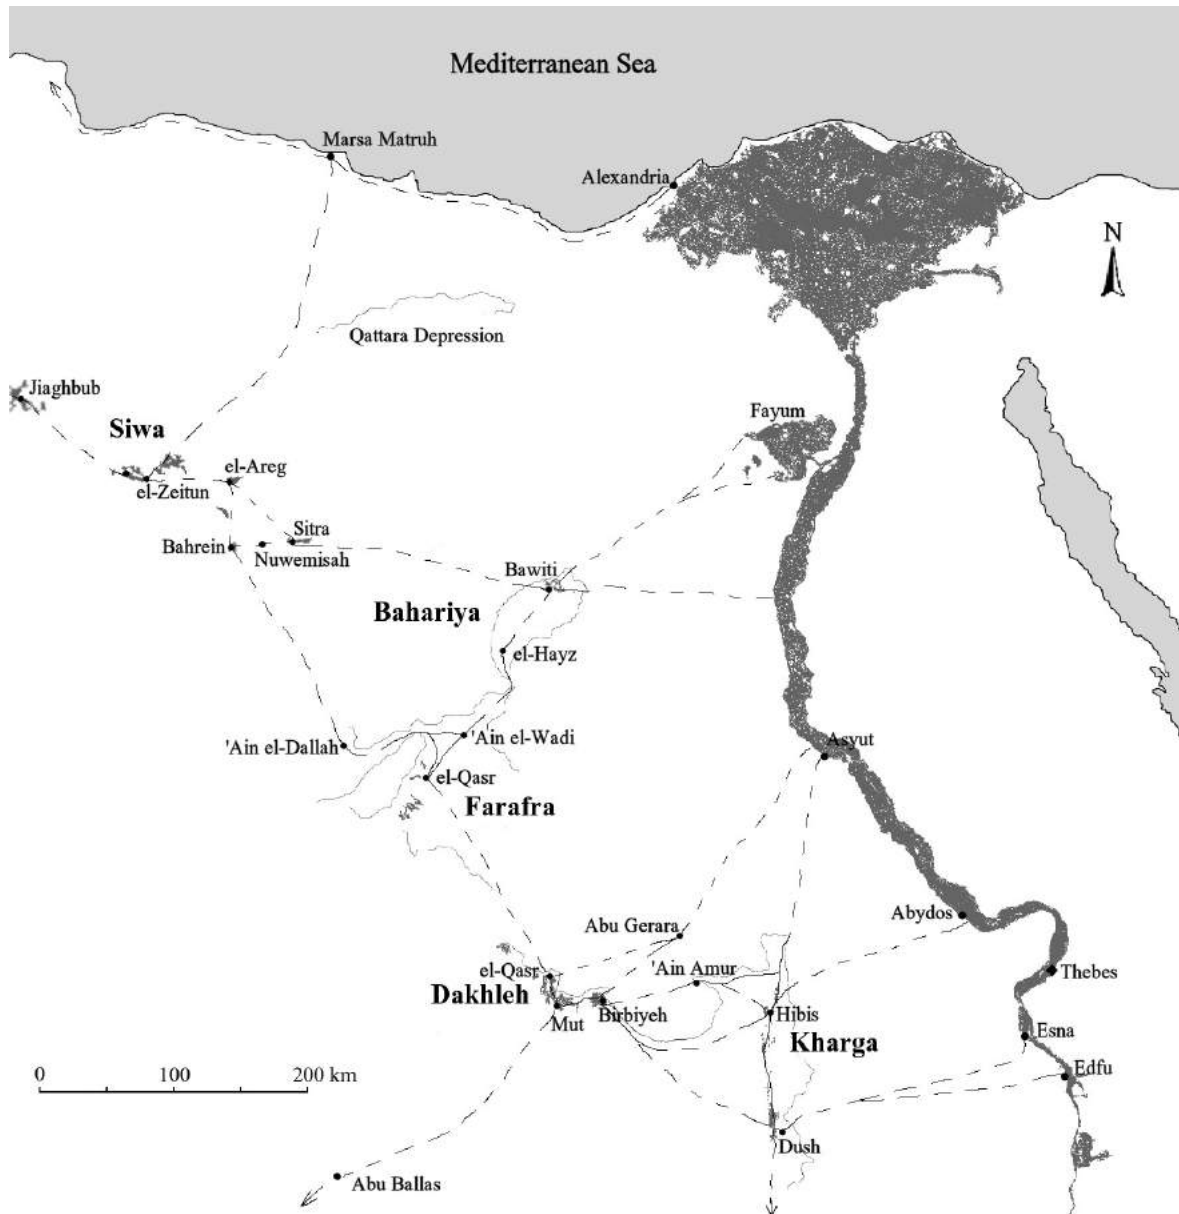 Mediterranean Sea
Marsa Matruh
Alexandria
N
Qattara Depression
Jiaghbub
Fayum
Siwa
el-Areg
el-Zeitun
Sitra
Bahrein
Nuwemisah
Bawiti
Bahariya
el-Hayz
'Ain el-Dallah
'Ain el-Wadi
Asyut
el-Qasr
Farafra
Abydos
Abu Gerara
el-Qasr
'Ain Amur
Thebes
Dakhleh
Mut
Birbiyeh
Hibis
Kharga
Esna
Edfu
0 100 200 km
Dush
Abu Ballas